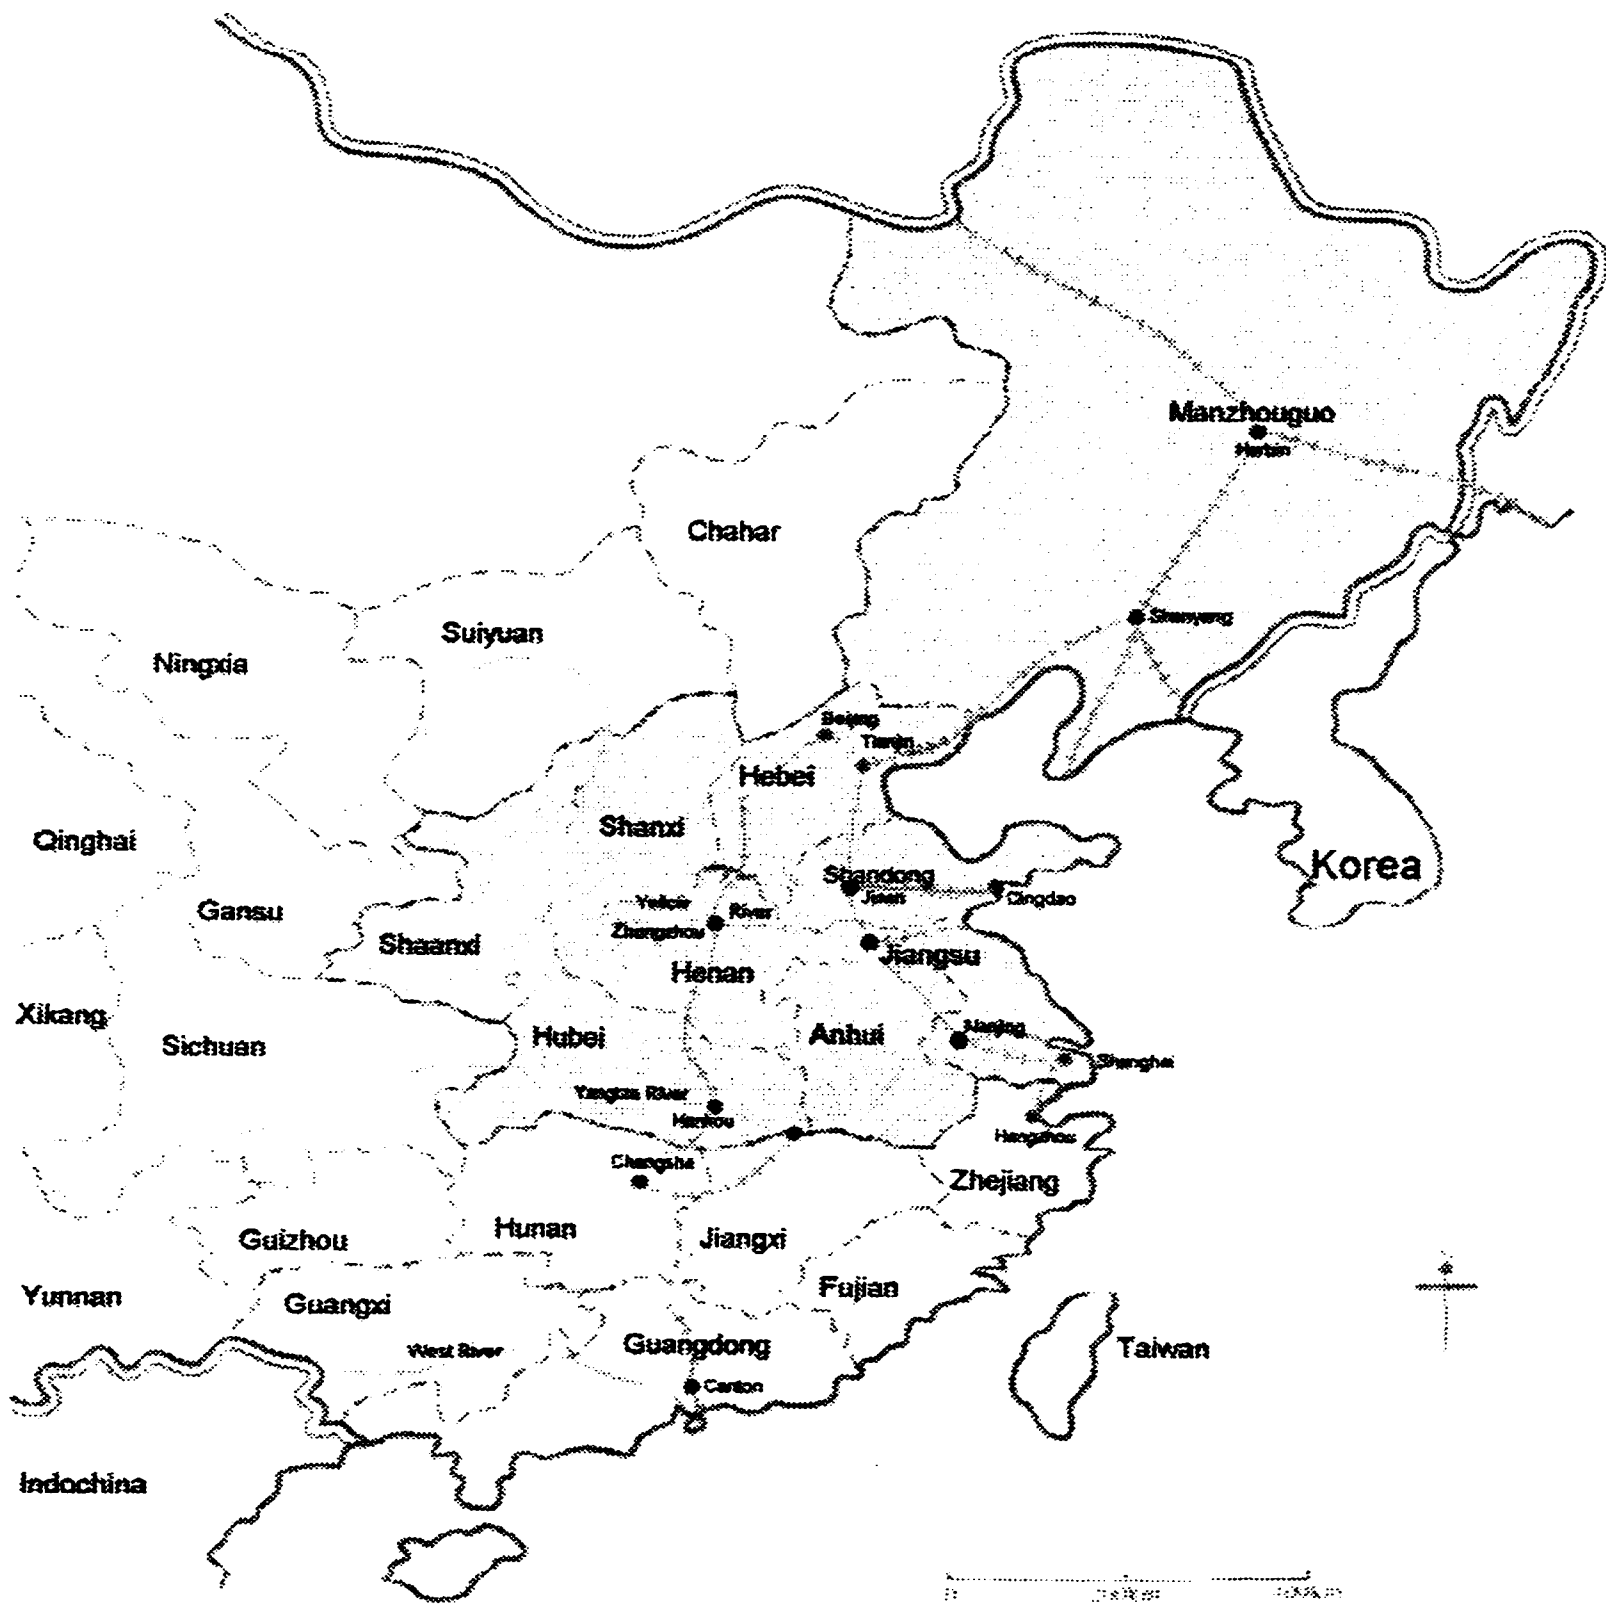 Manzhouguo
Harbin
Chahar
Shenyang
Suiyuan
Ningxia
Beijing
Tianjin
Hebei
Shanxi
Qinghai
Korea
Shandong
Jinan
Qingdao
Yellow River
Gansu
Zhengzhou
Shaanxi
Jiangsu
Henan
Xikang
Nanjing
Hubei
Anhui
Sichuan
Shanghai
Yangtze River
Hankou
Hangzhou
Changsha
Zhejiang
Hunan
Jiangxi
Guizhou
Fujian
Yunnan
Guangxi
Guangdong
West River
Taiwan
Canton
Indochina
0